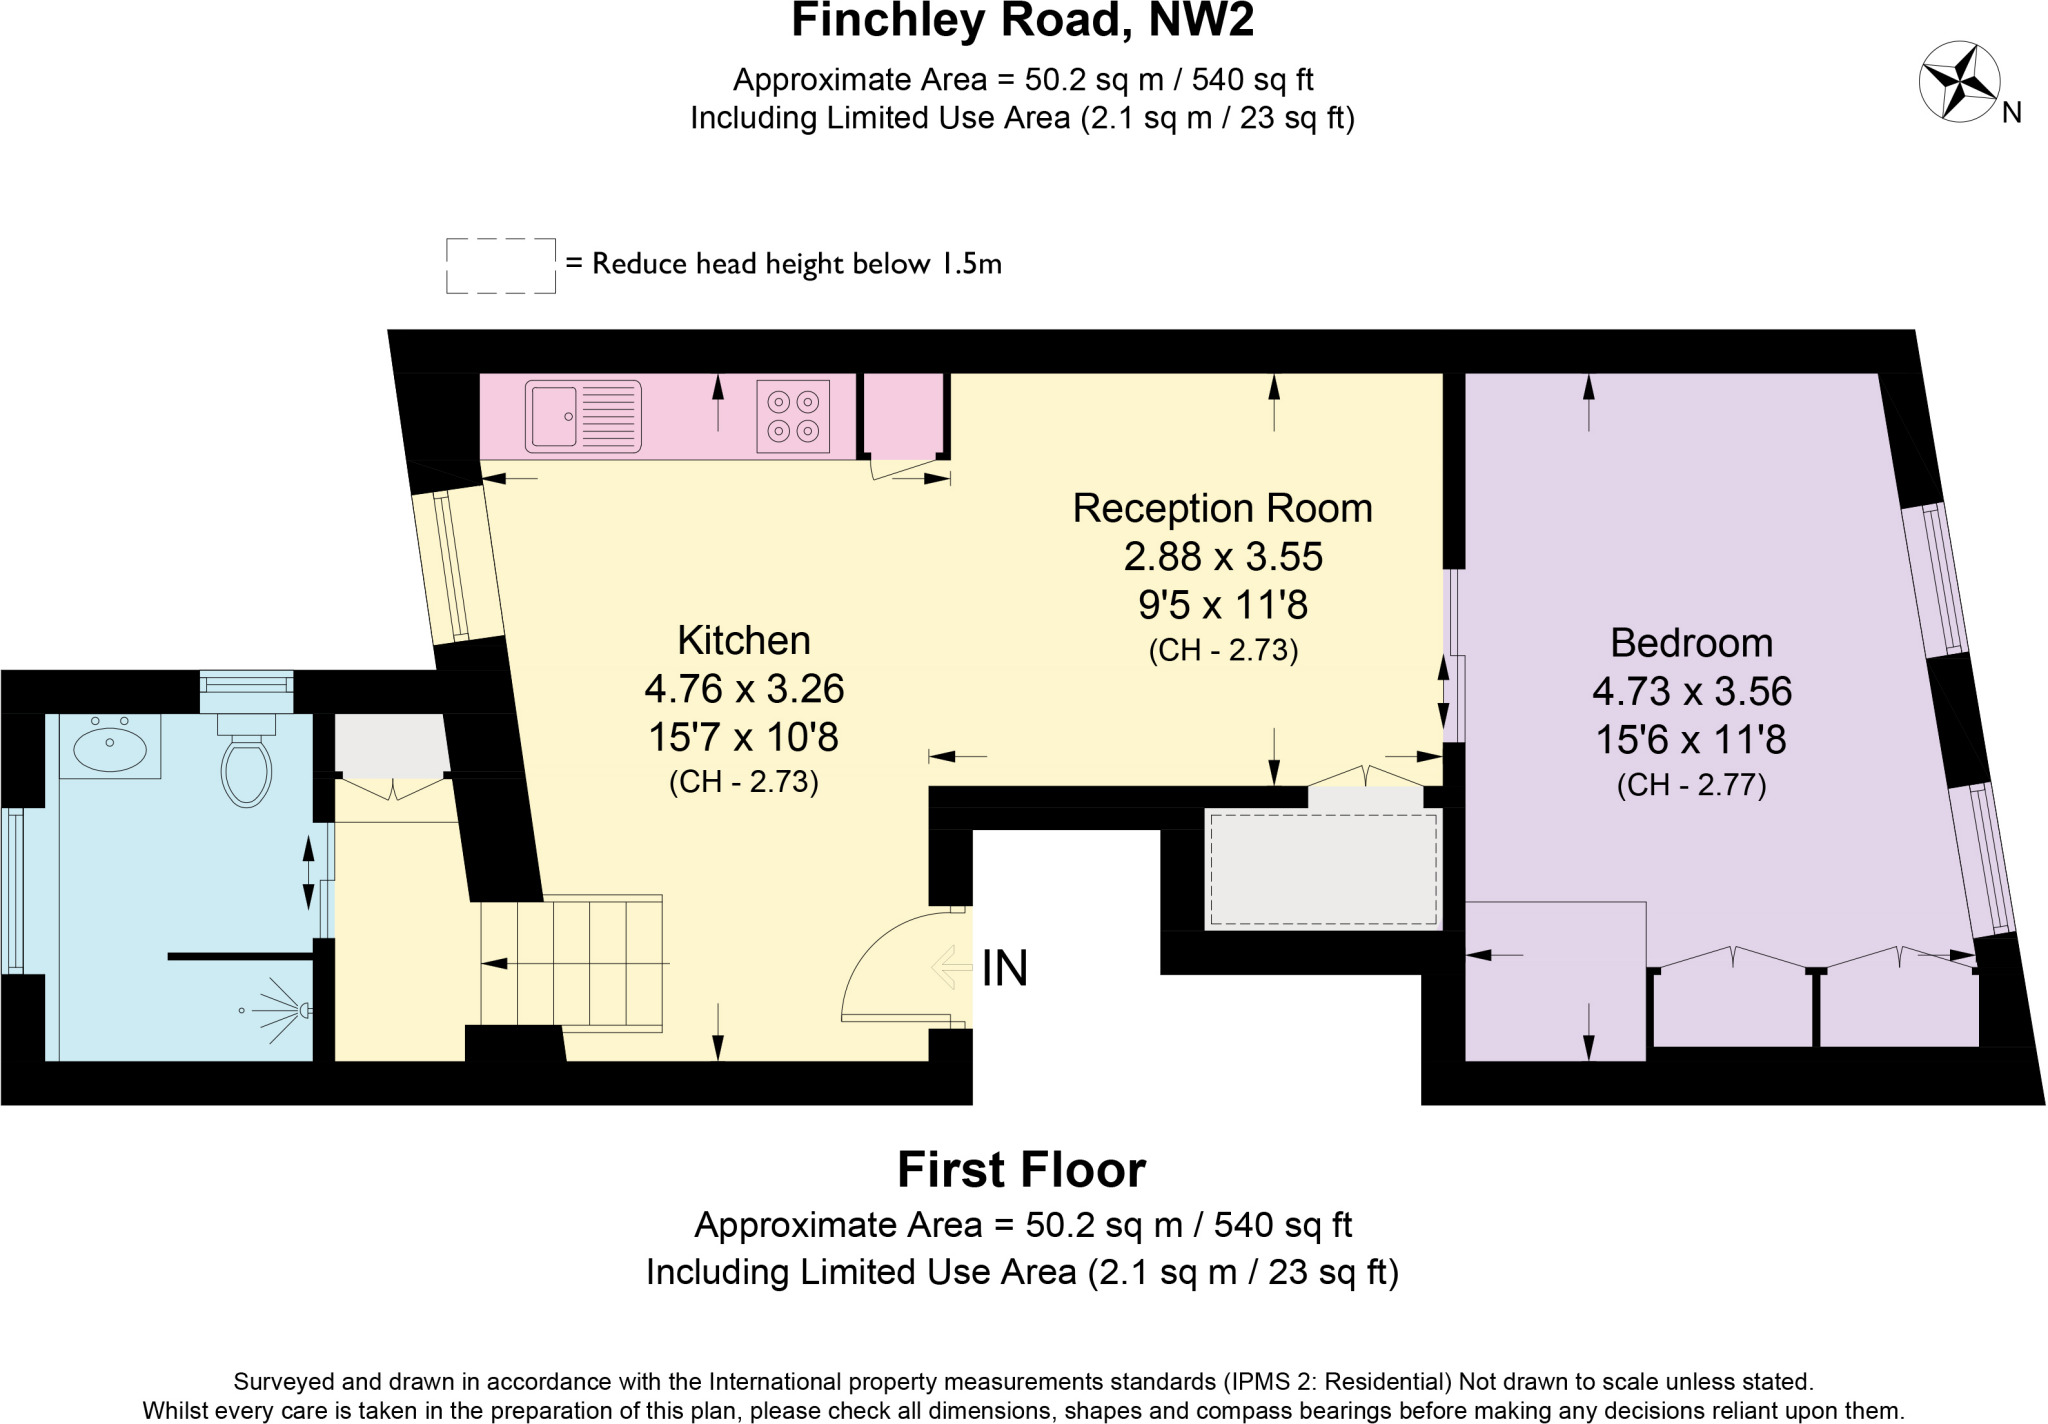 Finchley Road, NW2
Approximate Area = 50.2 sq m / 540 sq ft
Including Limited Use Area (2.1 sq m / 23 sq ft)
N
= Reduce head height below 1.5m
Reception Room
2.88 x 3.55
9'5 x 11'8
(CH - 2.73)
Kitchen
4.76 x 3.26
15'7 x 10'8
(CH - 2.73)
Bedroom
4.73 x 3.56
15'6 x 11'8
(CH - 2.77)
IN
First Floor
Approximate Area = 50.2 sq m / 540 sq ft
Including Limited Use Area (2.1 sq m / 23 sq ft)
Surveyed and drawn in accordance with the International property measurements standards (IPMS 2: Residential) Not drawn to scale unless stated.
Whilst every care is taken in the preparation of this plan, please check all dimensions, shapes and compass bearings before making any decisions reliant upon them.